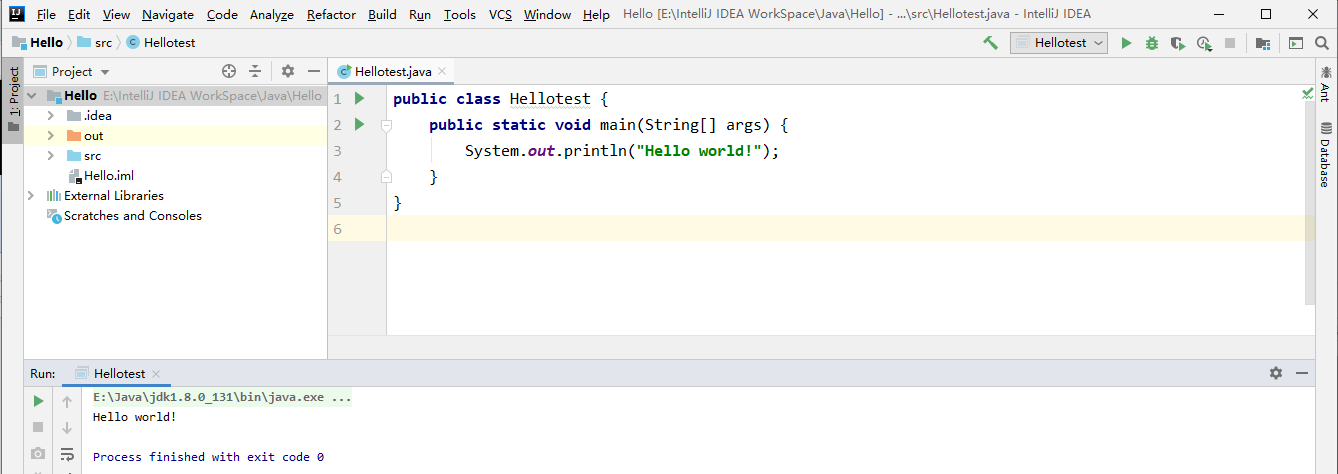 IJ File Edit View Navigate Code Analyze Refactor Build Run Tools VCS Window Help Hello [E:\IntelliJ IDEA WorkSpace\Java\Hello] - ...\src\Hellotest.java - IntelliJ IDEA
Hello src C Hellotest Hellotest
1: Project
Project
Hello E:\IntelliJ IDEA WorkSpace\Java\Hello
.idea
out
src
Hello.iml
External Libraries
Scratches and Consoles
Hellotest.java
1 public class Hellotest {
2 public static void main(String[] args) {
3 System.out.println("Hello world!");
4 }
5 }
6
Ant
Database
Run: Hellotest
E:\Java\jdk1.8.0_131\bin\java.exe ...
Hello world!
Process finished with exit code 0